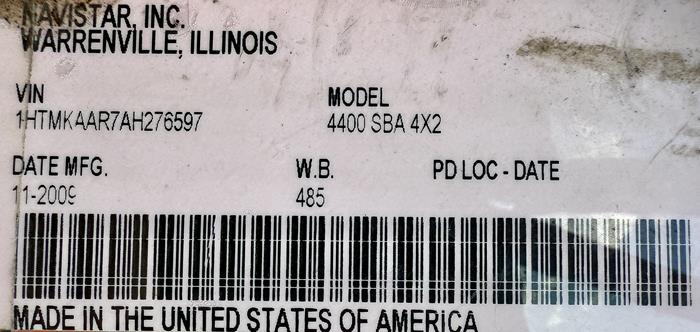 NAVISTAR, INC.
WARRENVILLE, ILLINOIS
VIN MODEL
1HTMKAAR7AH276597 4400 SBA 4X2
DATE MFG. W.B. PD LOC - DATE
11-2009 485
MADE IN THE UNITED STATES OF AMERICA